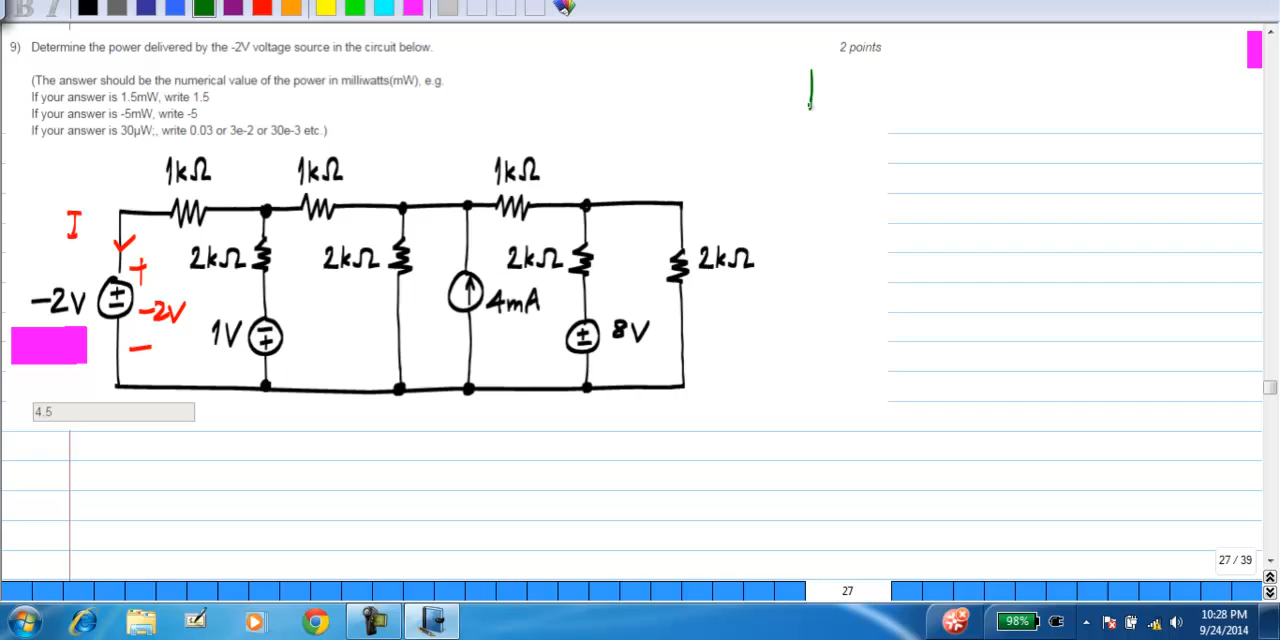 B I
9) Determine the power delivered by the -2V voltage source in the circuit below.
2 points
(The answer should be the numerical value of the power in milliwatts(mW), e.g.
If your answer is 1.5mW, write 1.5
If your answer is -5mW, write -5
If your answer is 30µW;, write 0.03 or 3e-2 or 30e-3 etc.)
1kΩ 1kΩ 1kΩ
I
2kΩ 2kΩ 2kΩ 2kΩ
+
-2V + - -2V 4mA
1V - + + - 8V
-
4.5
27 / 39
27
98%
10:28 PM
9/24/2014